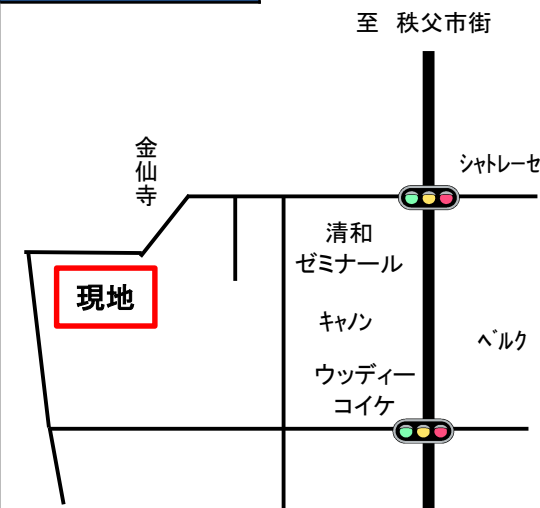 至 秩父市街
金仙寺
シャトレーセ
清和
ゼミナール
現地
キャノン
ベルク
ウッディー
コイケ